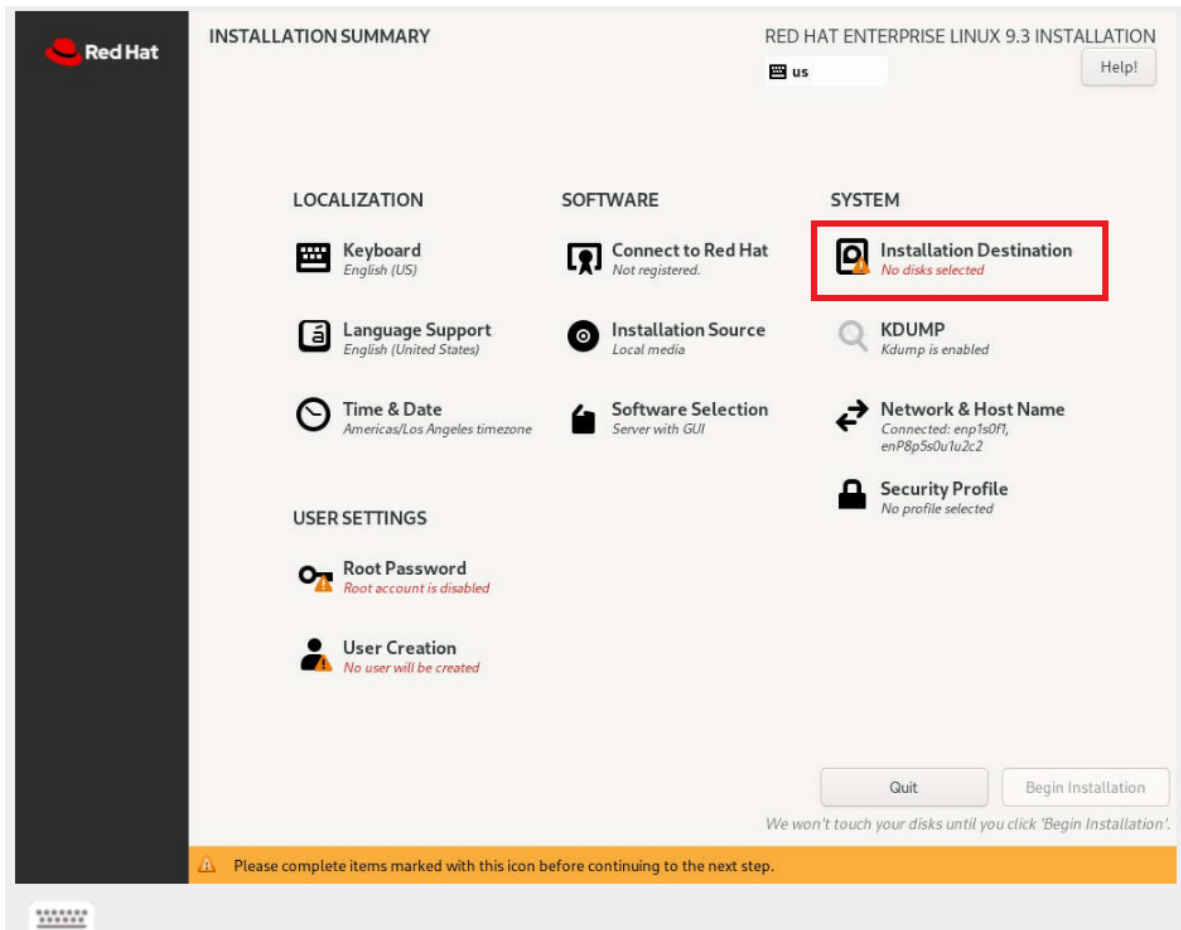 Red Hat
INSTALLATION SUMMARY
RED HAT ENTERPRISE LINUX 9.3 INSTALLATION
us
Help!
LOCALIZATION
Keyboard
English (US)
Language Support
English (United States)
Time & Date
Americas/Los Angeles timezone
SOFTWARE
Connect to Red Hat
Not registered.
Installation Source
Local media
Software Selection
Server with GUI
SYSTEM
Installation Destination
No disks selected
KDUMP
Kdump is enabled
Network & Host Name
Connected: enp1s0f1,
enP8p5s0u1u2c2
Security Profile
No profile selected
USER SETTINGS
Root Password
Root account is disabled
User Creation
No user will be created
Quit
Begin Installation
We won't touch your disks until you click 'Begin Installation'.
Please complete items marked with this icon before continuing to the next step.